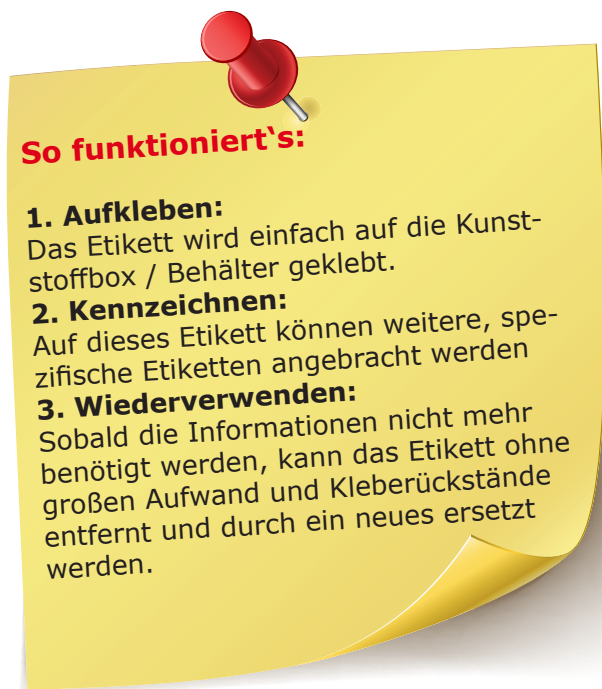 So funktioniert‘s:
1. Aufkleben:
Das Etikett wird einfach auf die Kunst-
stoffbox / Behälter geklebt.
2. Kennzeichnen:
Auf dieses Etikett können weitere, spe-
zifische Etiketten angebracht werden
3. Wiederverwenden:
Sobald die Informationen nicht mehr
benötigt werden, kann das Etikett ohne
großen Aufwand und Kleberückstände
entfernt und durch ein neues ersetzt
werden.